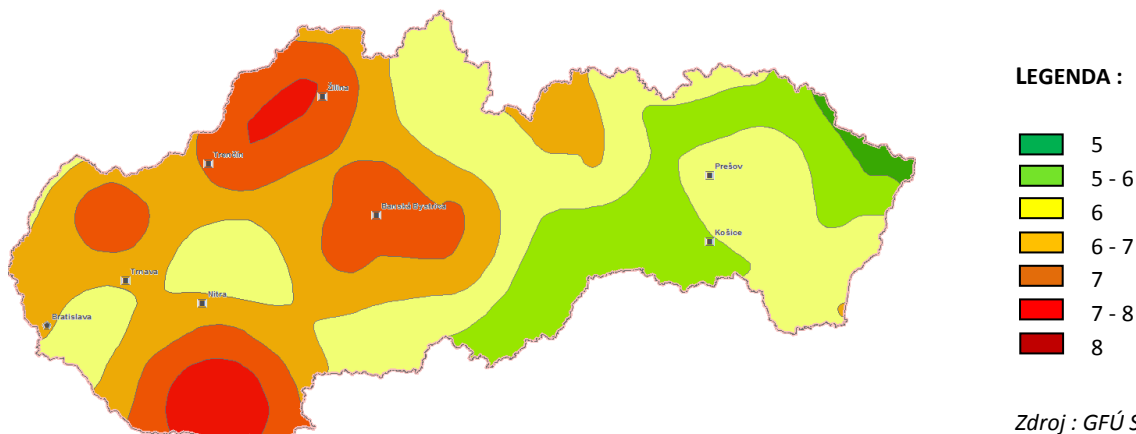 Žilina
Trenčín
Prešov
Banská Bystrica
Košice
Trnava
Nitra
Bratislava
LEGENDA :
5
5 - 6
6
6 - 7
7
7 - 8
8
Zdroj : GFÚ S